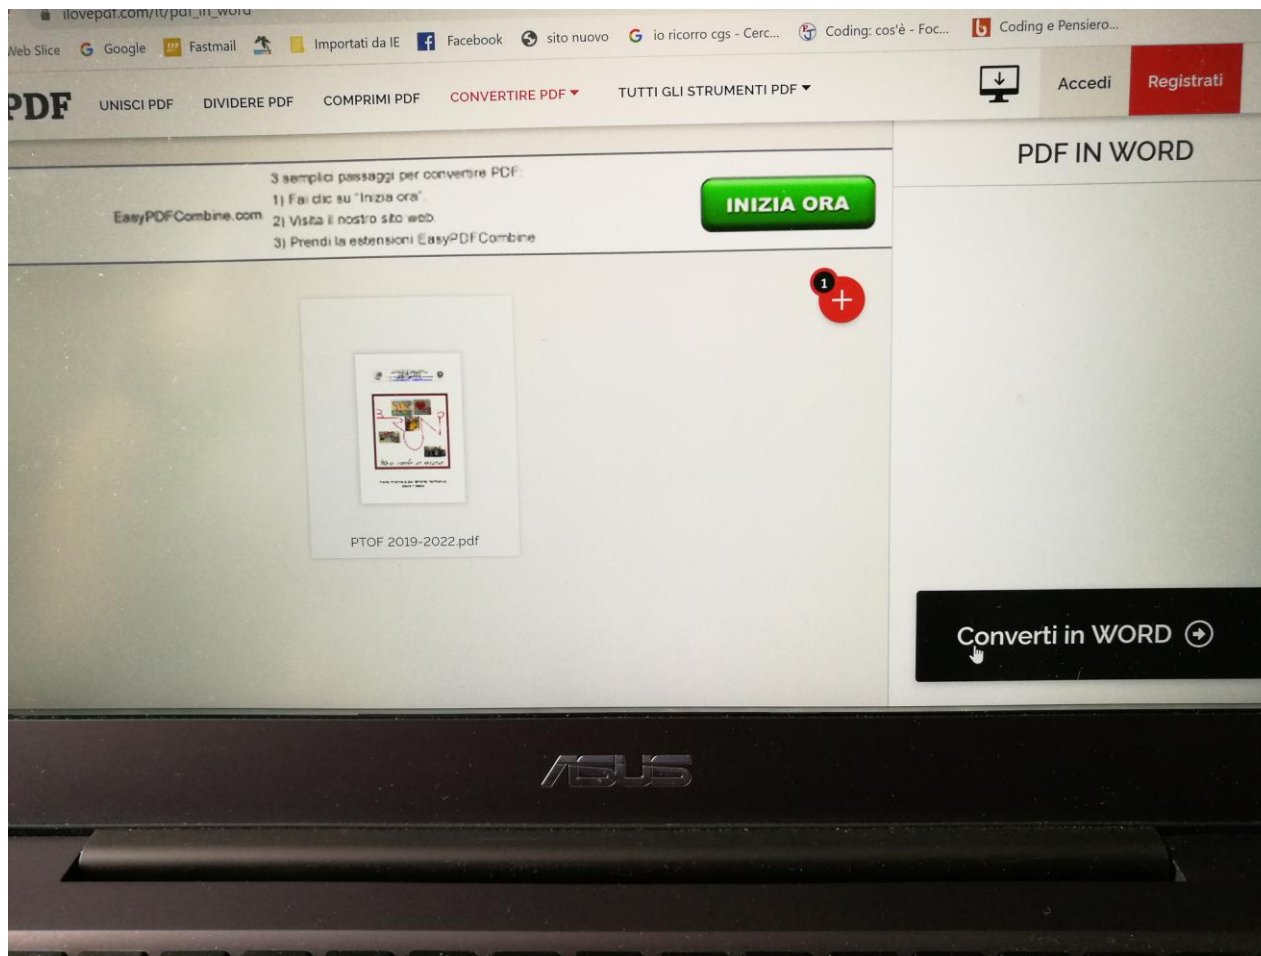 ilovepdf.com/it/pdf_in_word
Web Slice Google Fastmail Importati da IE Facebook sito nuovo io ricorro cgs - Cerc... Coding: cos'è - Foc... Coding e Pensiero...
PDF UNISCI PDF DIVIDERE PDF COMPRIMI PDF CONVERTIRE PDF TUTTI GLI STRUMENTI PDF Accedi Registrati
PDF IN WORD
3 semplici passaggi per convertire PDF:
1) Fai clic su "Inizia ora".
EasyPDFCombine.com
2) Visita il nostro sito web.
3) Prendi la estensioni EasyPDFCombine
INIZIA ORA
1
PTOF 2019-2022.pdf
Converti in WORD
ASUS